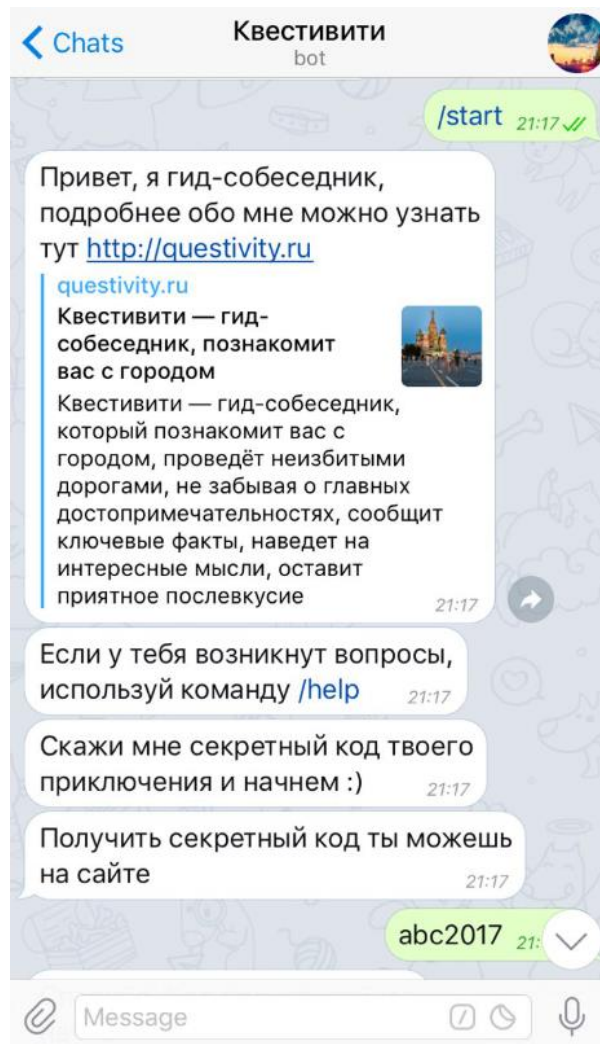 Chats
Квестивити
bot
/start 21:17
Привет, я гид-собеседник,
подробнее обо мне можно узнать
тут http://questivity.ru
questivity.ru
Квестивити — гид-
собеседник, познакомит
вас с городом
Квестивити — гид-собеседник,
который познакомит вас с
городом, проведёт неизбитыми
дорогами, не забывая о главных
достопримечательностях, сообщит
ключевые факты, наведет на
интересные мысли, оставит
приятное послевкусие
21:17
Если у тебя возникнут вопросы,
используй команду /help 21:17
Скажи мне секретный код твоего
приключения и начнем :) 21:17
Получить секретный код ты можешь
на сайте 21:17
abc2017 21:
Message